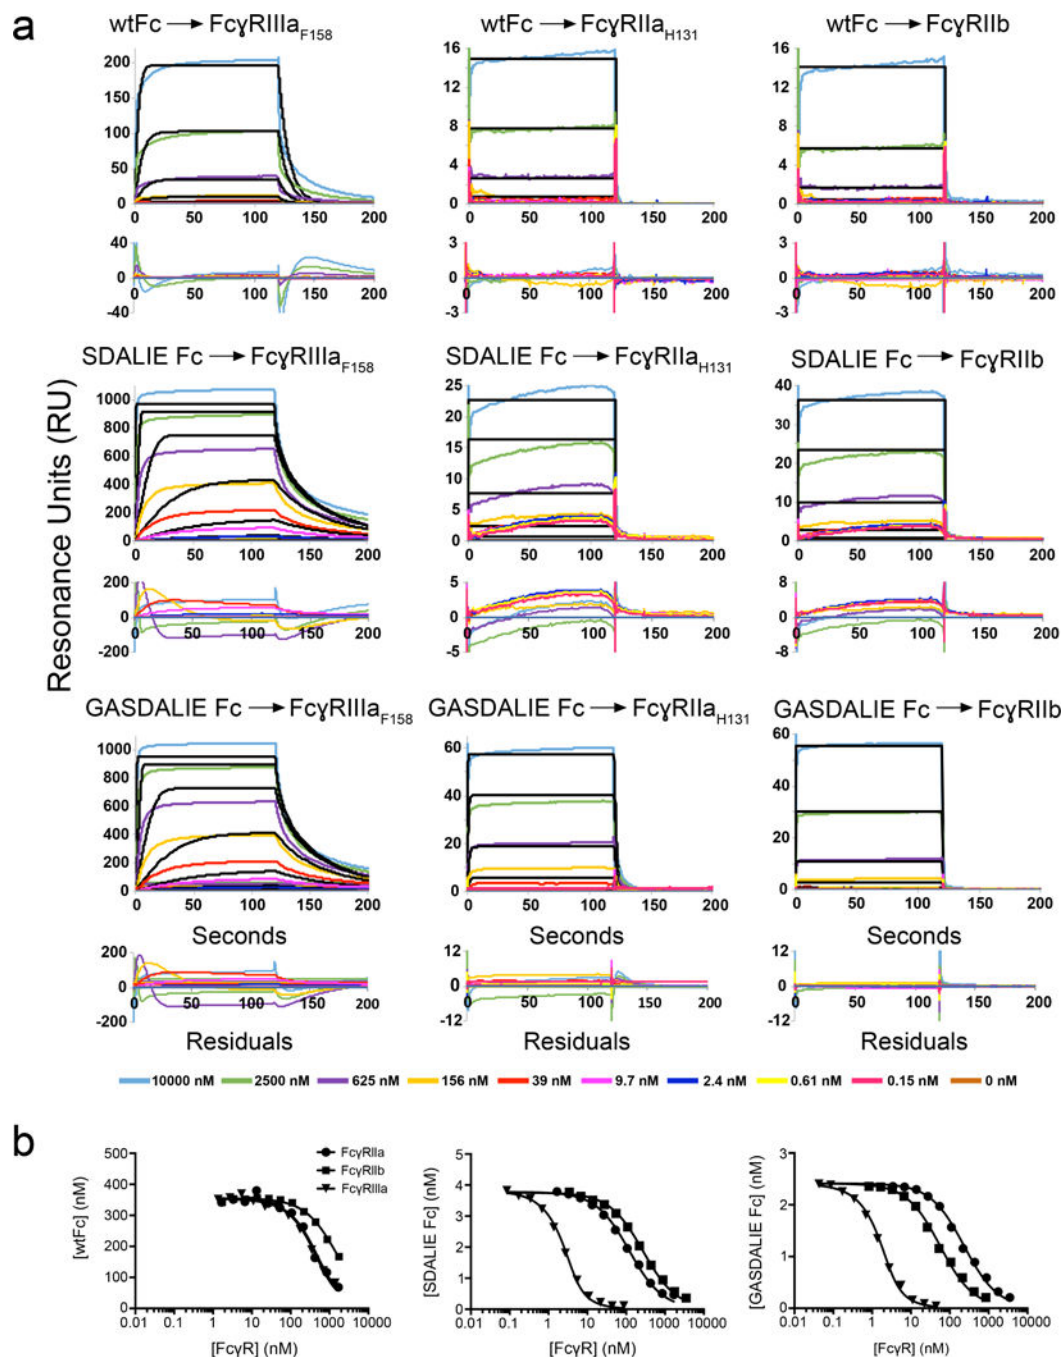 a
wtFc → FcɣRIIIa F158
wtFc → FcɣRIIa H131
wtFc → FcɣRIIb
200
150
100
50
0
0 50 100 150 200
16
12
8
4
0
0 50 100 150 200
16
12
8
4
0
0 50 100 150 200
40
0
-40
0 50 100 150 200
3
0
-3
0 50 100 150 200
3
0
-3
0 50 100 150 200
Resonance Units (RU)
SDALIE Fc → FcɣRIIIa F158
SDALIE Fc → FcɣRIIa H131
SDALIE Fc → FcɣRIIb
1000
800
600
400
200
0
0 50 100 150 200
25
20
15
10
5
0
0 50 100 150 200
40
30
20
10
0
0 50 100 150 200
200
0
-200
0 50 100 150 200
5
0
-5
0 50 100 150 200
8
0
-8
0 50 100 150 200
GASDALIE Fc → FcɣRIIIa F158
GASDALIE Fc → FcɣRIIa H131
GASDALIE Fc → FcɣRIIb
1000
800
600
400
200
0
0 50 100 150 200
60
40
20
0
0 50 100 150 200
60
40
20
0
0 50 100 150 200
Seconds
Seconds
Seconds
200
0
-200
0 50 100 150 200
12
0
-12
0 50 100 150 200
12
0
-12
0 50 100 150 200
Residuals
Residuals
Residuals
10000 nM 2500 nM 625 nM 156 nM 39 nM 9.7 nM 2.4 nM 0.61 nM 0.15 nM 0 nM
b
[wtFc] (nM)
500
400
300
200
100
0
FcɣRIIa
FcɣRIIb
FcɣRIIIa
0.01 0.1 1 10 100 1000 10000
[FcɣR] (nM)
[SDALIE Fc] (nM)
5
4
3
2
1
0
0.01 0.1 1 10 100 1000 10000
[FcɣR] (nM)
[GASDALIE Fc] (nM)
3
2
1
0
0.01 0.1 1 10 100 1000 10000
[FcɣR] (nM)